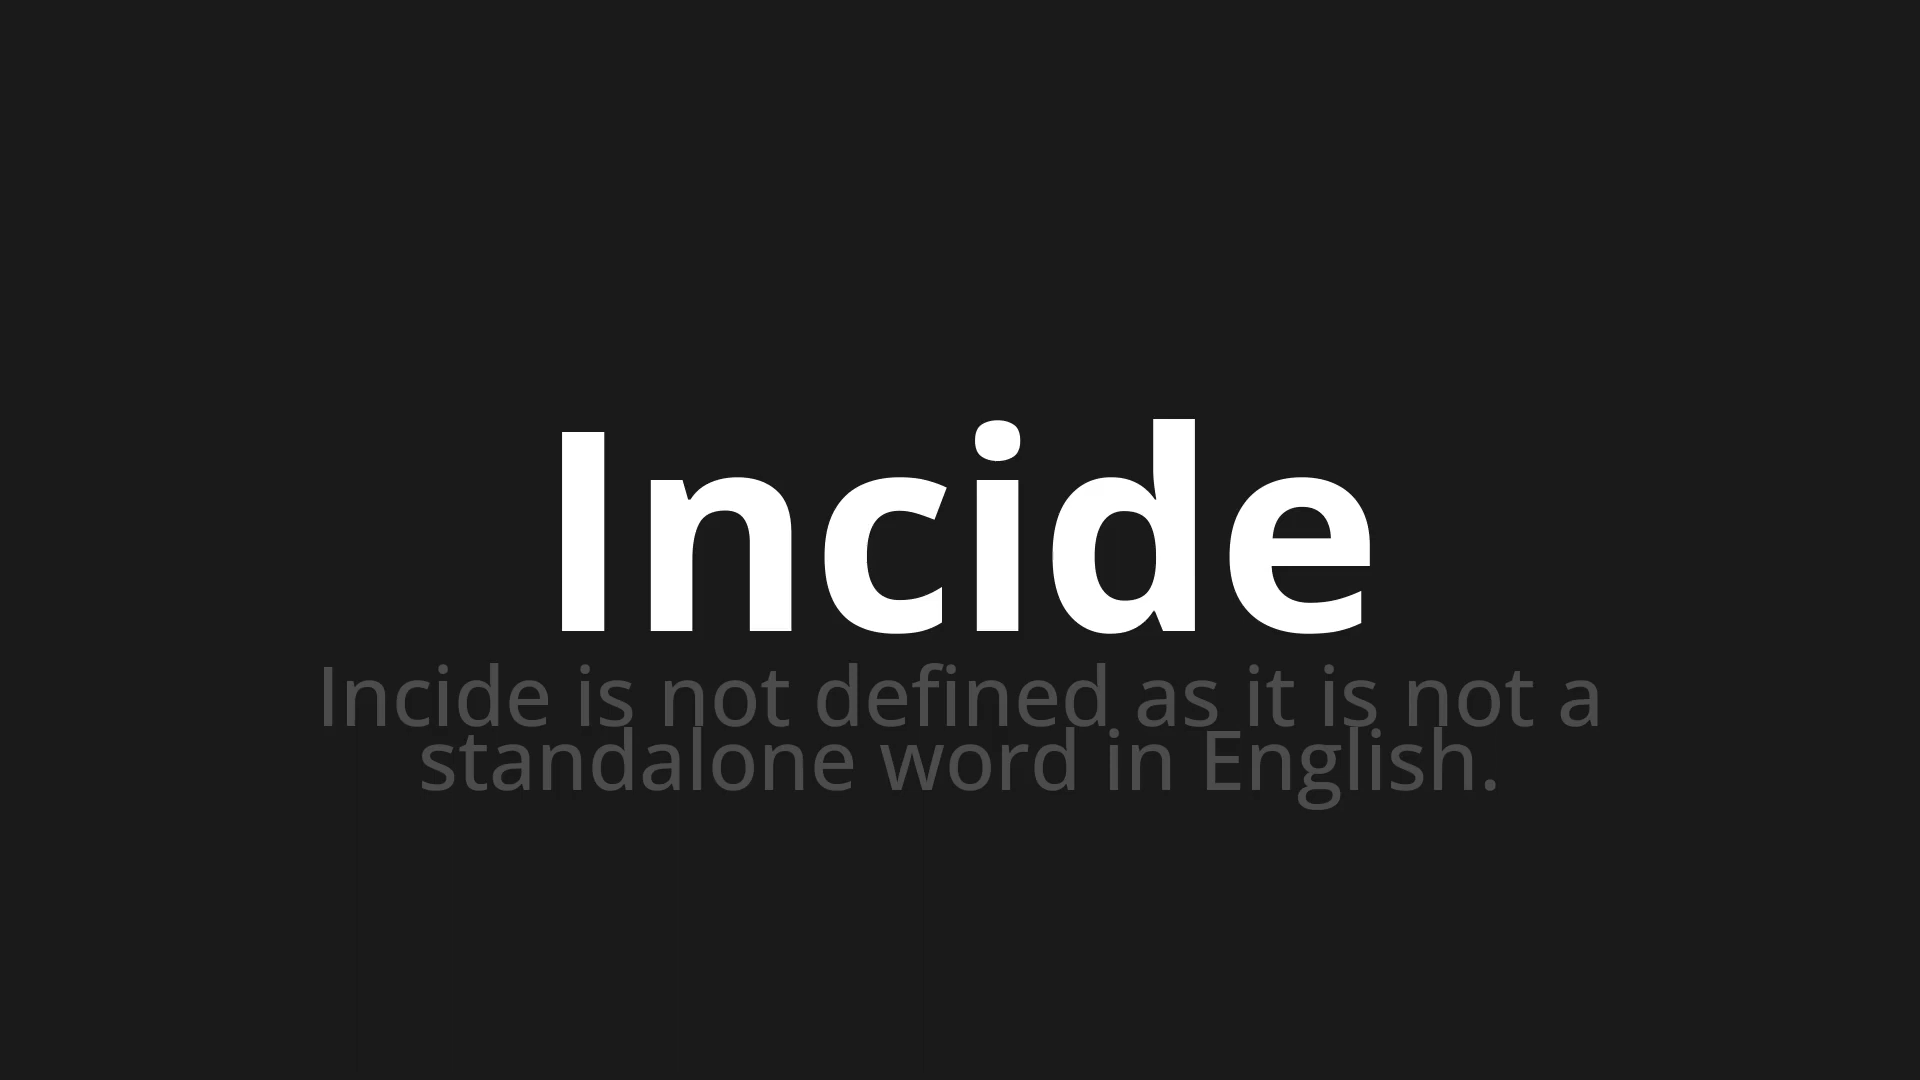 Incide
Incide is not defined as it is not a
standalone word in English.